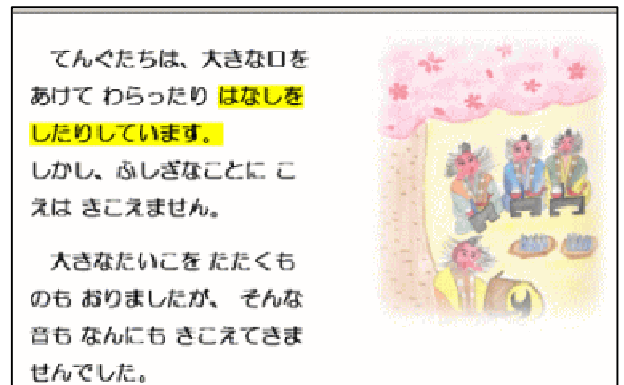 てんぐたちは、大きな口を
あけて わらったり はなしを
したりしています。
しかし、ふしぎなことに こ
えは きこえません。
大きなたいこを たたくも
のも おりましたが、 そんな
音も なんにも きこえてきま
せんでした。